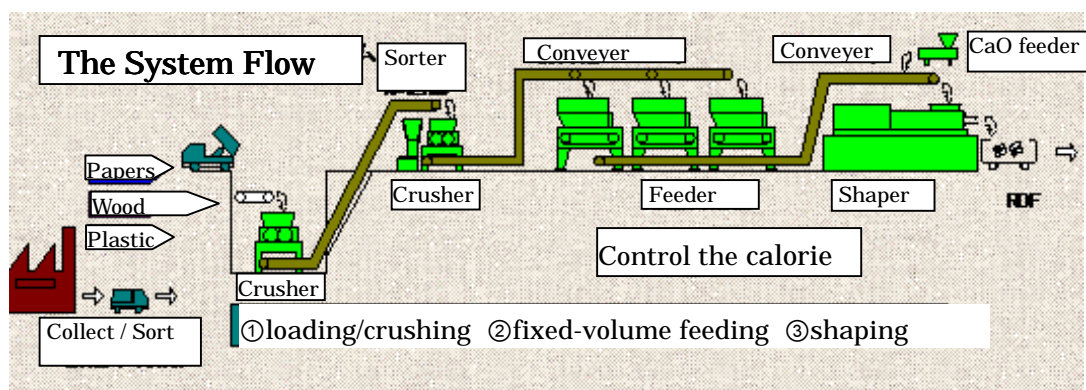 The System Flow
Sorter
Conveyer
Conveyer
CaO feeder
Papers
Wood
Plastic
Crusher
Feeder
Shaper
RDF
Control the calorie
Crusher
Collect / Sort
①loading/crushing ②fixed-volume feeding ③shaping